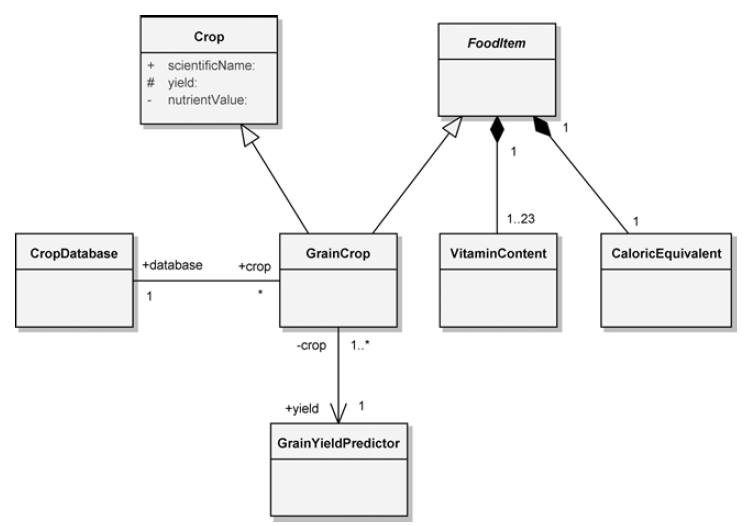 Crop
+ scientificName:
# yield:
- nutrientValue:
FoodItem
1
1
1..23
1
CropDatabase
+database
1
+crop
*
GrainCrop
VitaminContent
CaloricEquivalent
-crop
1..*
+yield
1
GrainYieldPredictor